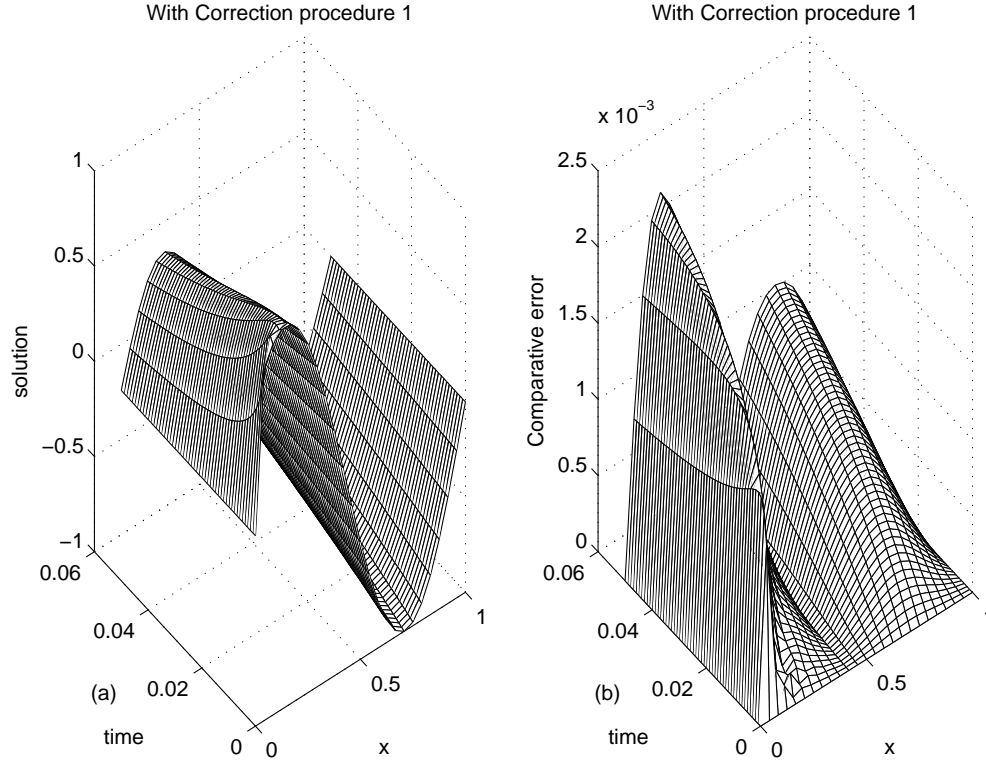 With Correction procedure 1
1
0.5
0
−0.5
−1
solution
0.06
0.04
0.02
0
time
0
0.5
1
x
(a)
With Correction procedure 1
x 10−3
2.5
2
1.5
1
0.5
0
Comparative error
0.06
0.04
0.02
0
time
0
0.5
x
(b)